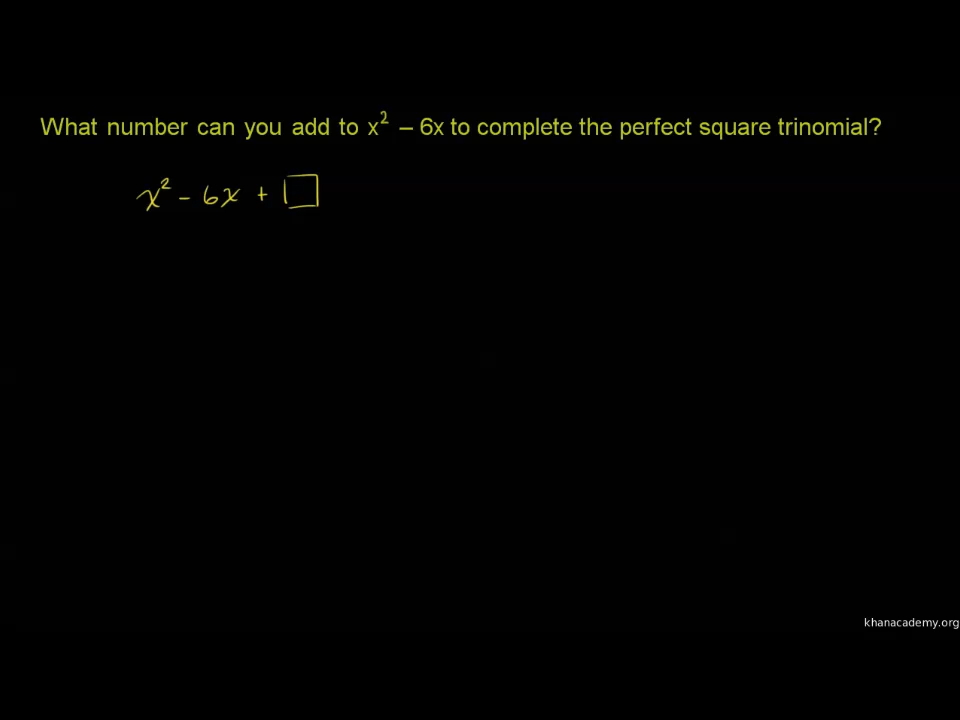 What number can you add to x² – 6x to complete the perfect square trinomial?
x² - 6x + □
khanacademy.org